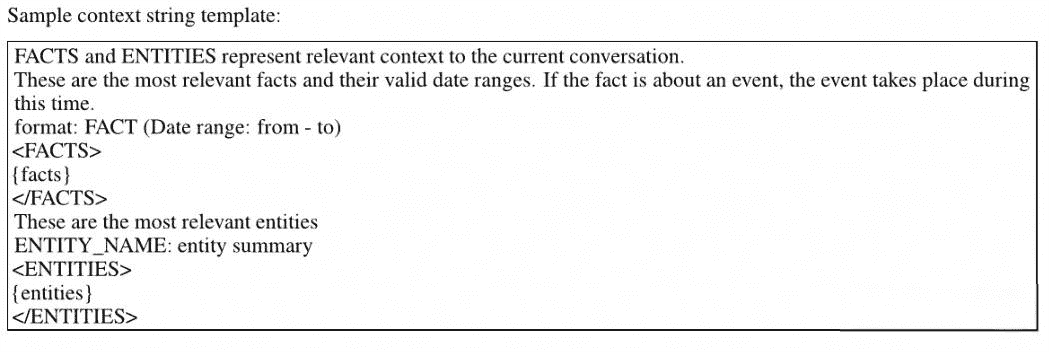 Sample context string template:
FACTS and ENTITIES represent relevant context to the current conversation.
These are the most relevant facts and their valid date ranges. If the fact is about an event, the event takes place during
this time.
format: FACT (Date range: from - to)
<FACTS>
{facts}
</FACTS>
These are the most relevant entities
ENTITY_NAME: entity summary
<ENTITIES>
{entities}
</ENTITIES>